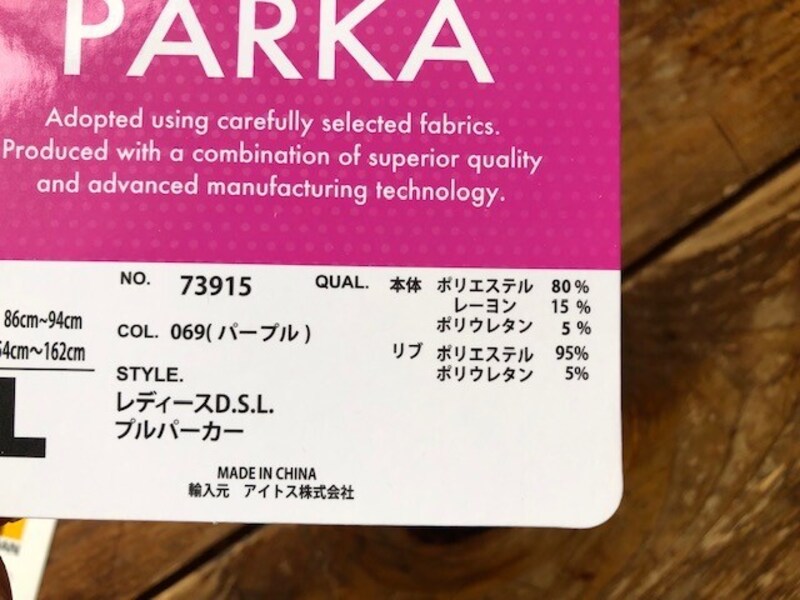 PARKA
Adopted using carefully selected fabrics.
Produced with a combination of superior quality
and advanced manufacturing technology.
NO. 73915
QUAL. 本体 ポリエステル 80%
レーヨン 15%
ポリウレタン 5%
リブ ポリエステル 95%
ポリウレタン 5%
86cm~94cm
54cm~162cm
L
COL. 069(パープル)
STYLE.
レディースD.S.L.
プルパーカー
MADE IN CHINA
輸入元 アイトス株式会社